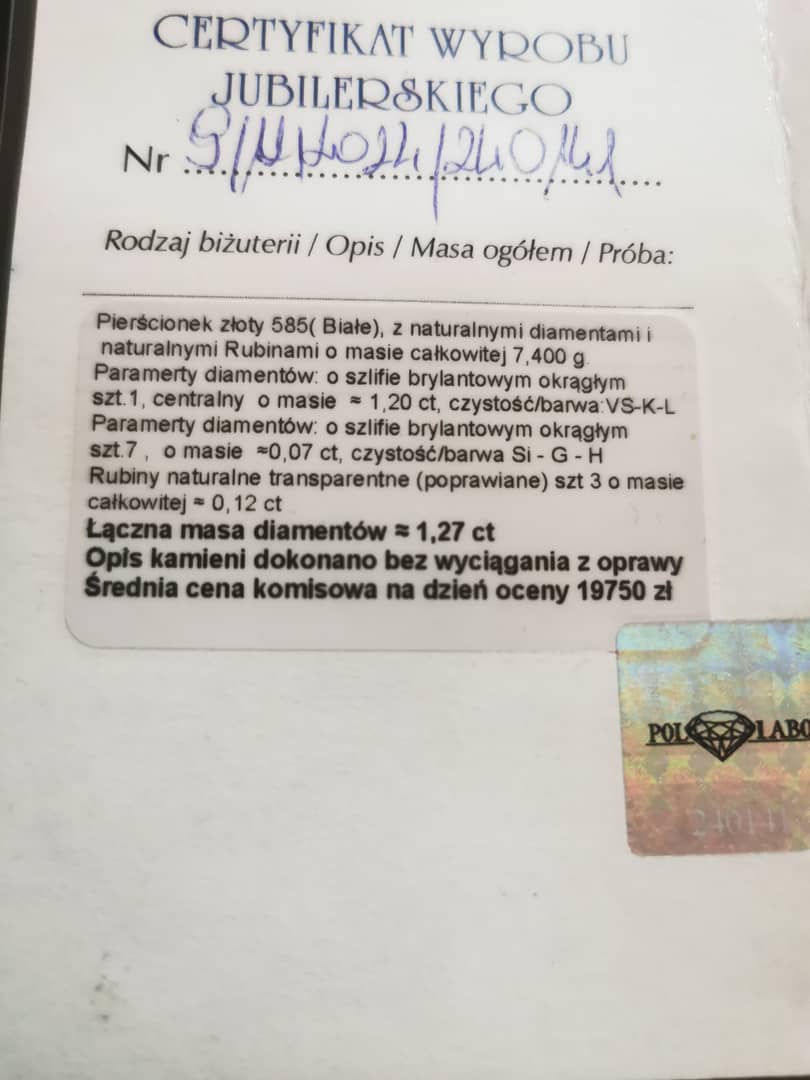 CERTYFIKAT WYROBU
JUBILERSKIEGO
Nr
Rodzaj biżuterii / Opis / Masa ogółem / Próba:
Pierścionek złoty 585( Białe), z naturalnymi diamentami i
naturalnymi Rubinami o masie całkowitej 7,400 g.
Paramerty diamentów: o szlifie brylantowym okrągłym
szt.1, centralny o masie ≈ 1,20 ct, czystość/barwa:VS-K-L
Paramerty diamentów: o szlifie brylantowym okrągłym
szt.7 , o masie ≈0,07 ct, czystość/barwa Si - G - H
Rubiny naturalne transparentne (poprawiane) szt 3 o masie
całkowitej ≈ 0,12 ct
Łączna masa diamentów ≈ 1,27 ct
Opis kamieni dokonano bez wyciągania z oprawy
Średnia cena komisowa na dzień oceny 19750 zł
POL LABO
240141